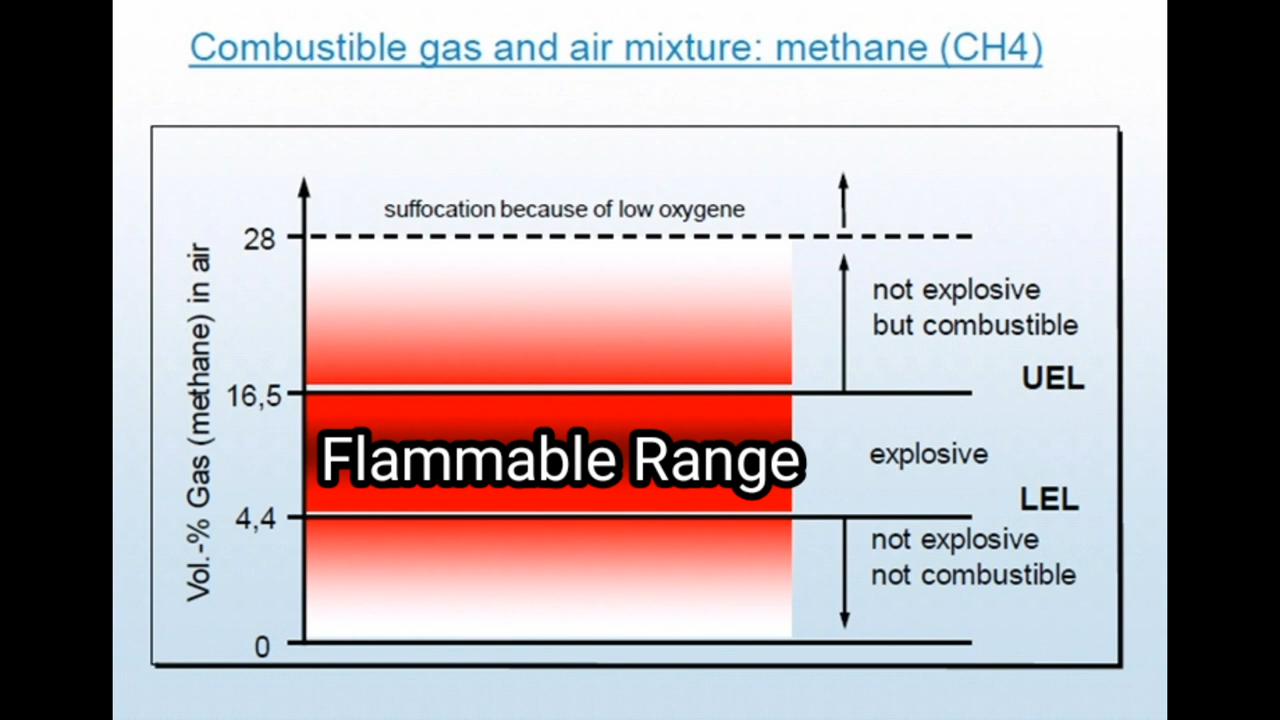 Combustible gas and air mixture: methane (CH4)
suffocation because of low oxygene
28
not explosive
but combustible
UEL
16,5
Vol.-% Gas (methane) in air
Flammable Range
explosive
LEL
4,4
not explosive
not combustible
0